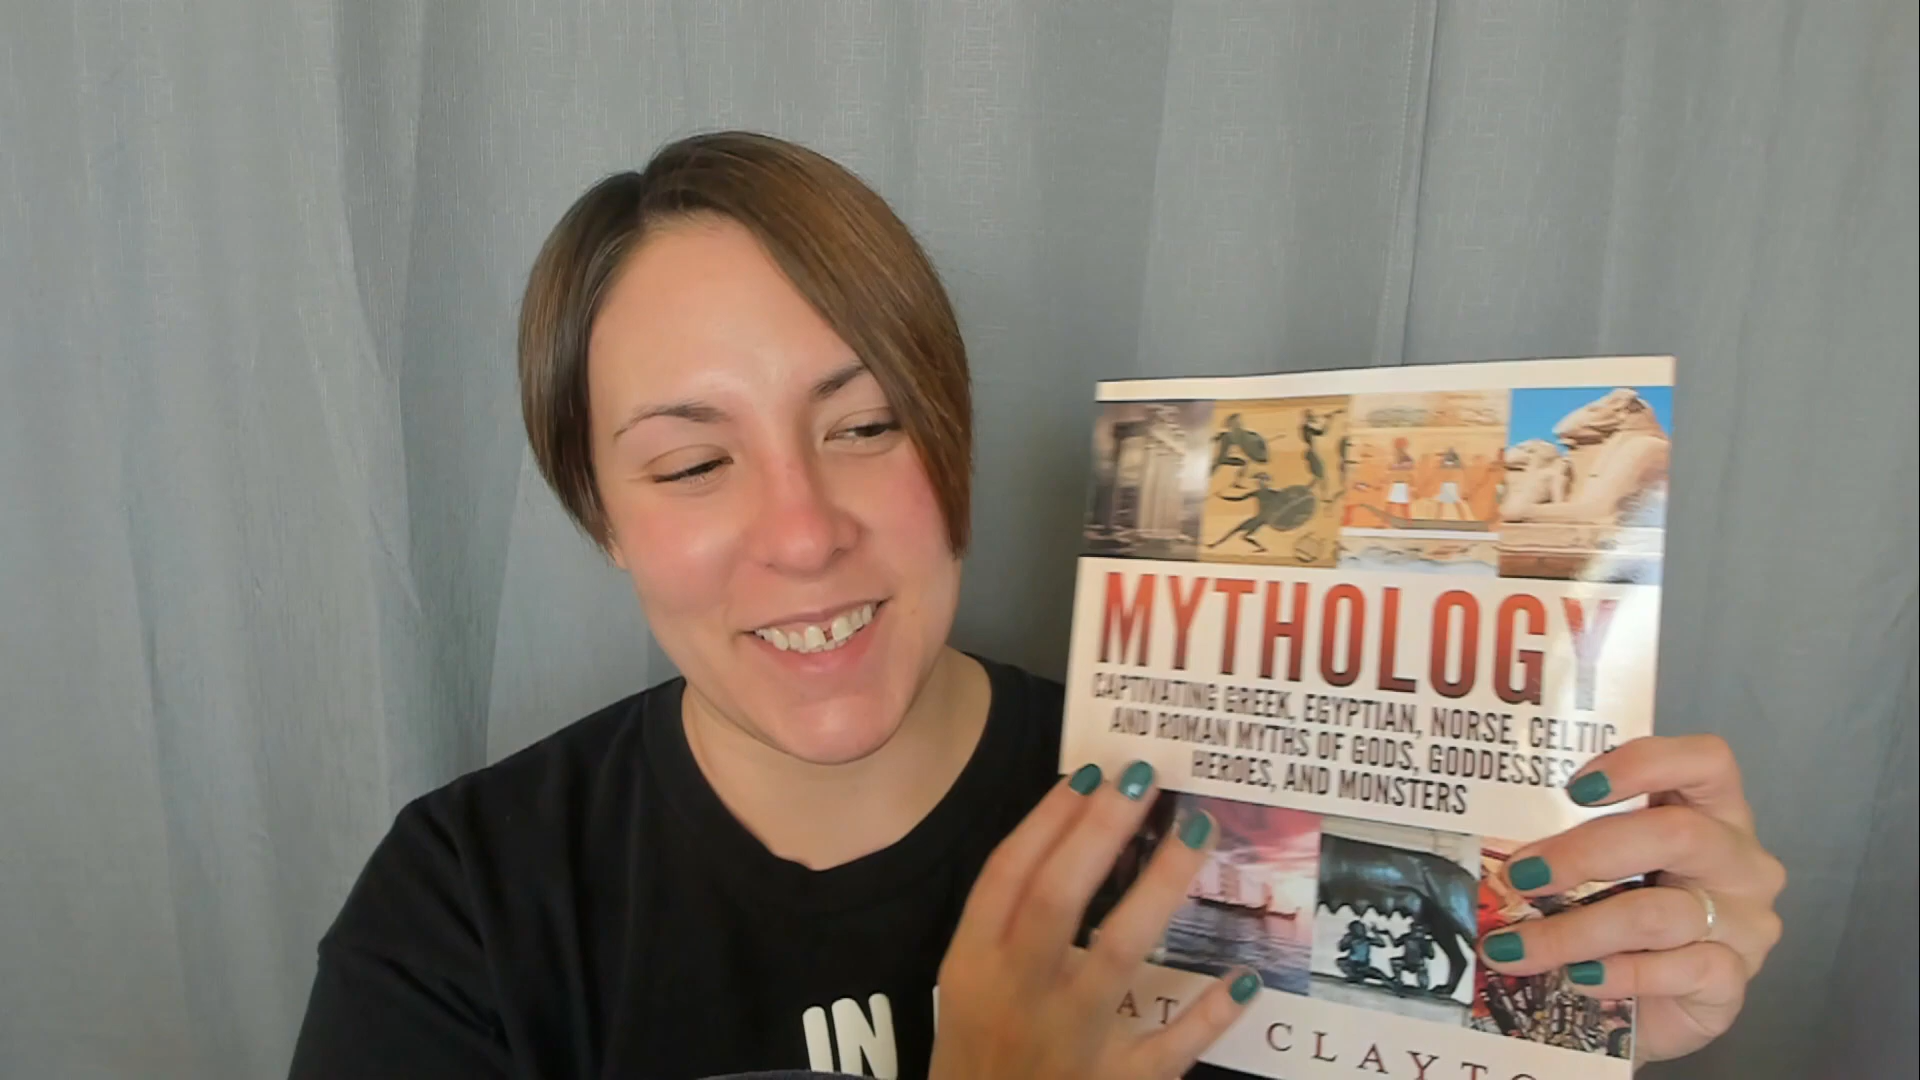 MYTHOLOGY
CAPTIVATING GREEK, EGYPTIAN, NORSE, CELTIC
AND ROMAN MYTHS OF GODS, GODDESSES
HEROES, AND MONSTERS
CLAYTO
IN